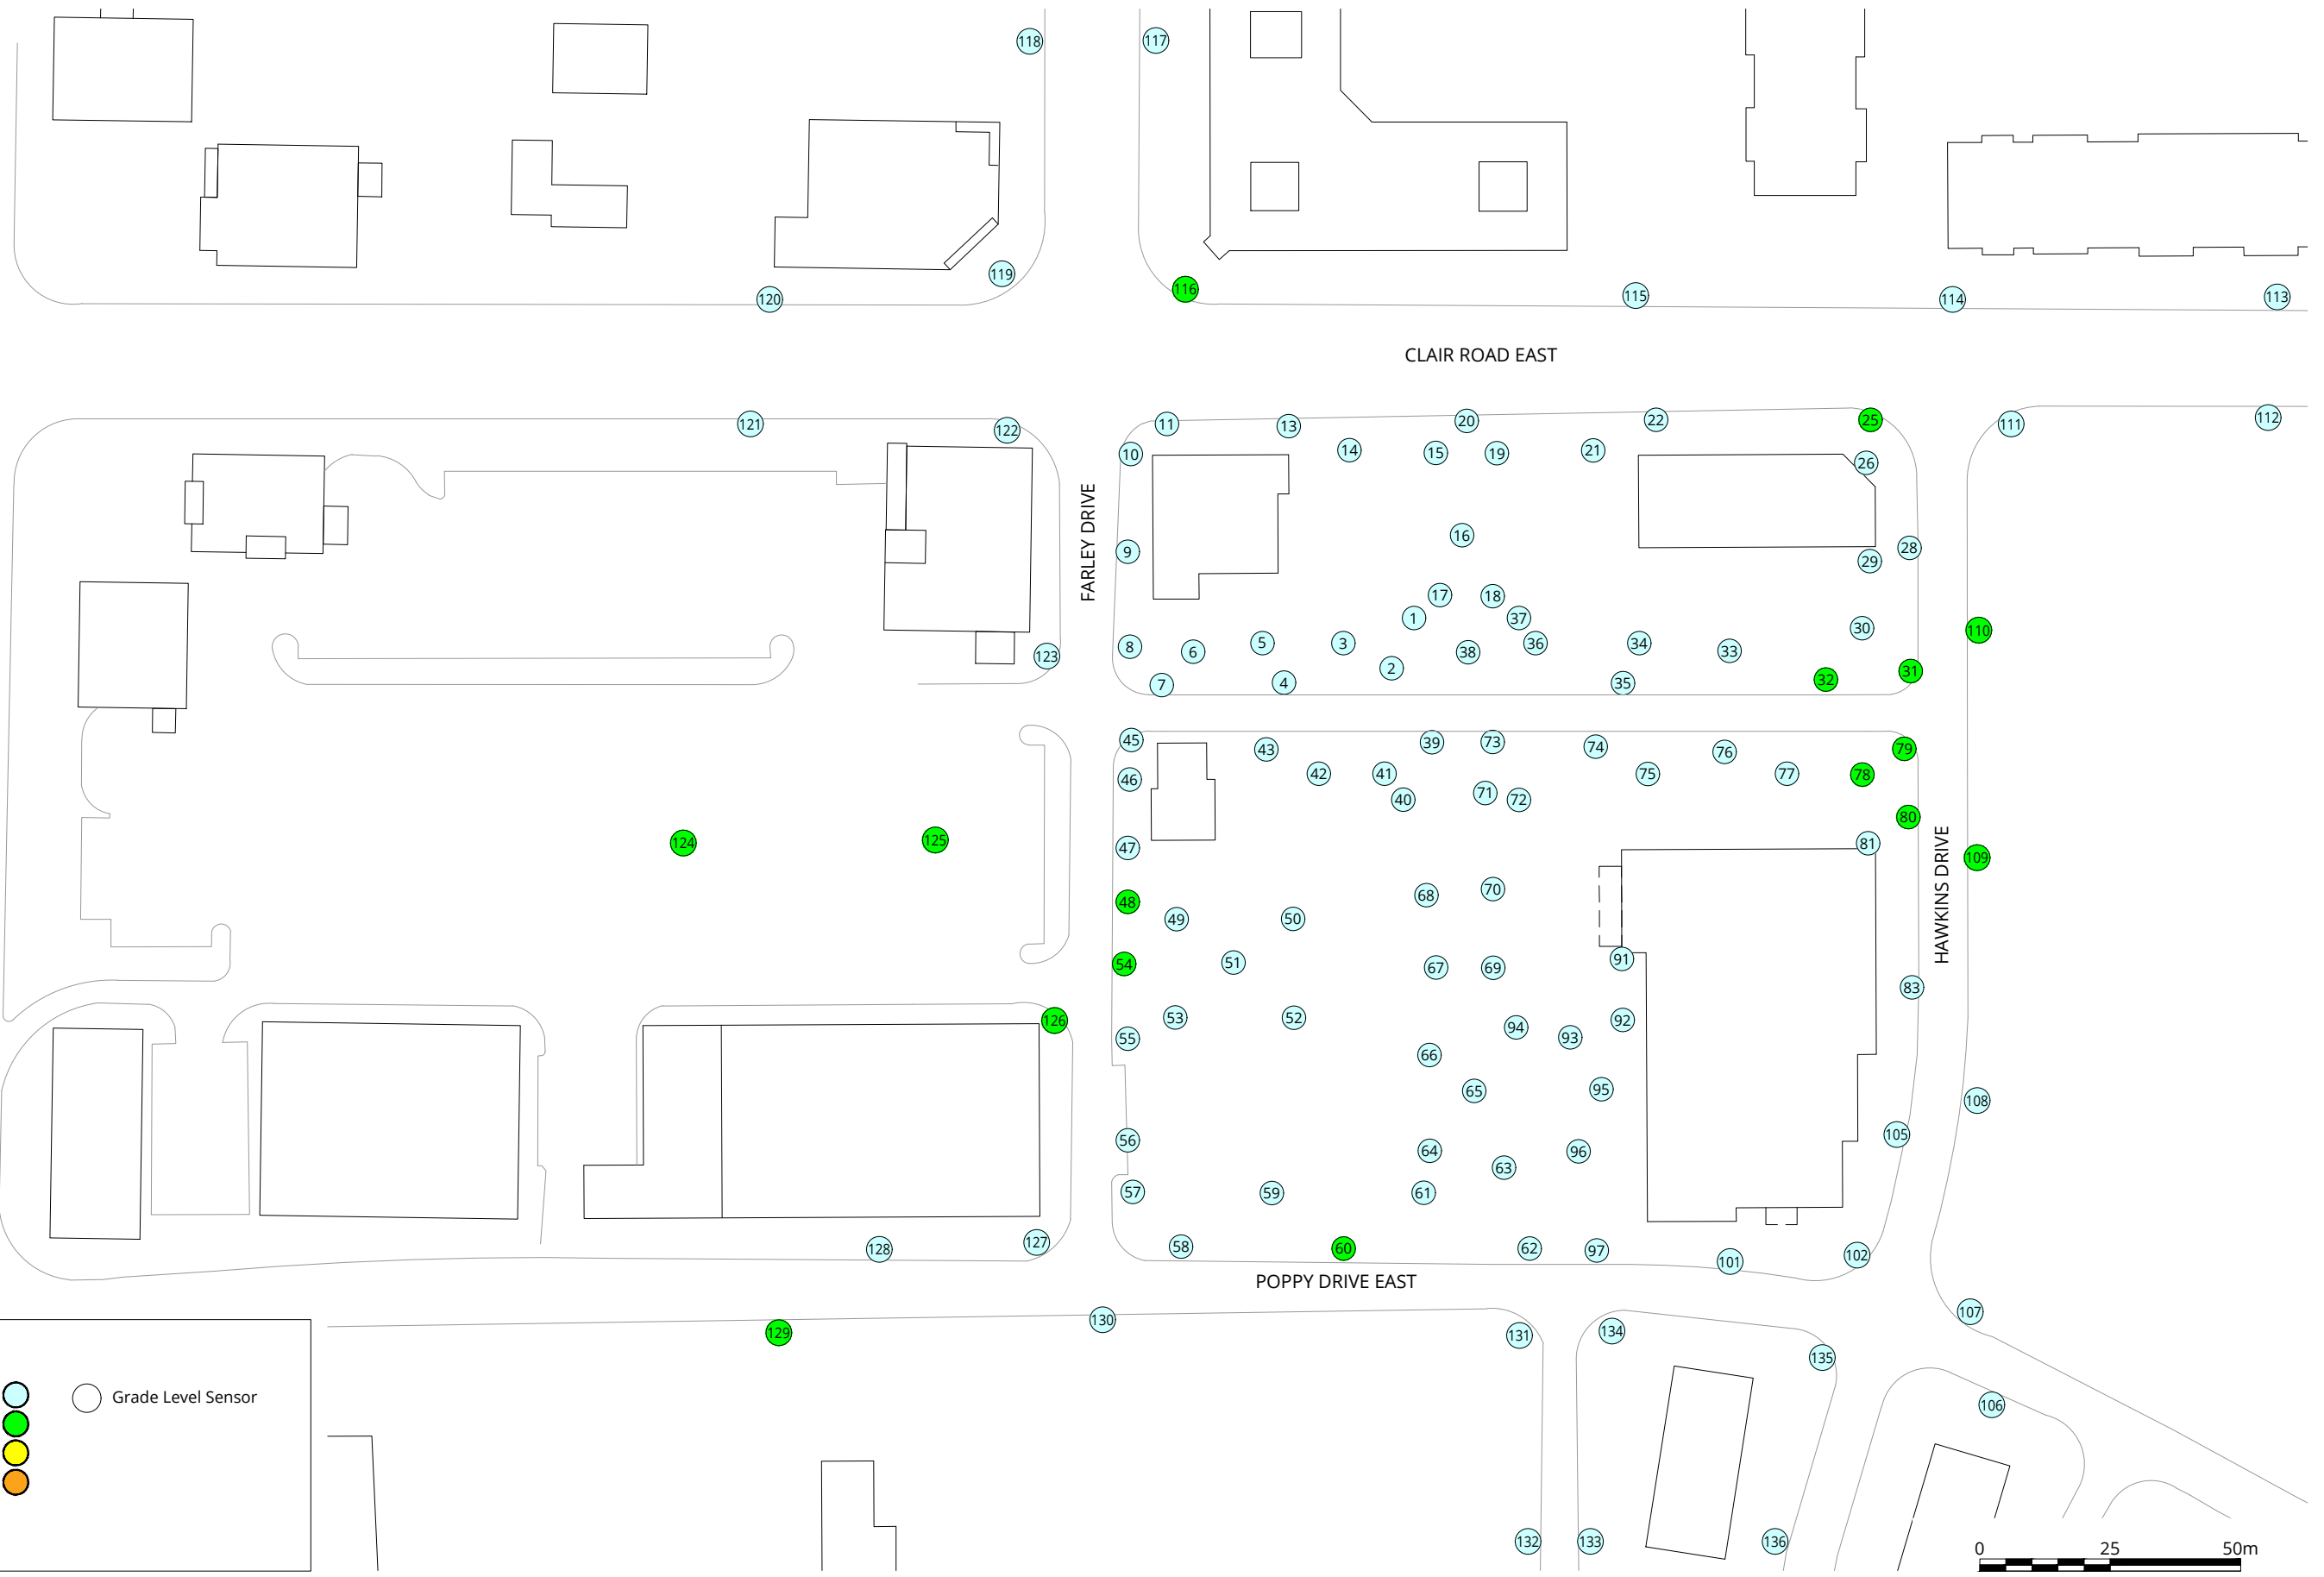 118 117
119 120 116 115 114 113
CLAIR ROAD EAST
121 122 11 13 20 22 25 111 112
10 14 15 19 21 26
FARLEY DRIVE
9 16 28 29
17 18 1 37 30 110
123 8 6 5 3 2 38 36 34 33
7 4 35 32 31
45 43 39 73 74 76 79
46 42 41 40 71 72 75 77 78
124 125 47 80 81 109
HAWKINS DRIVE
48 49 50 68 70
54 51 67 69 91 83
126 53 52 94 92
55 66 93
65 95 108
56 64 63 96 105
57 59 61
127 128 58 60 62 97 101 102
POPPY DRIVE EAST
129 130 131 134 107
135
Grade Level Sensor
106
132 133 136
0 25 50m